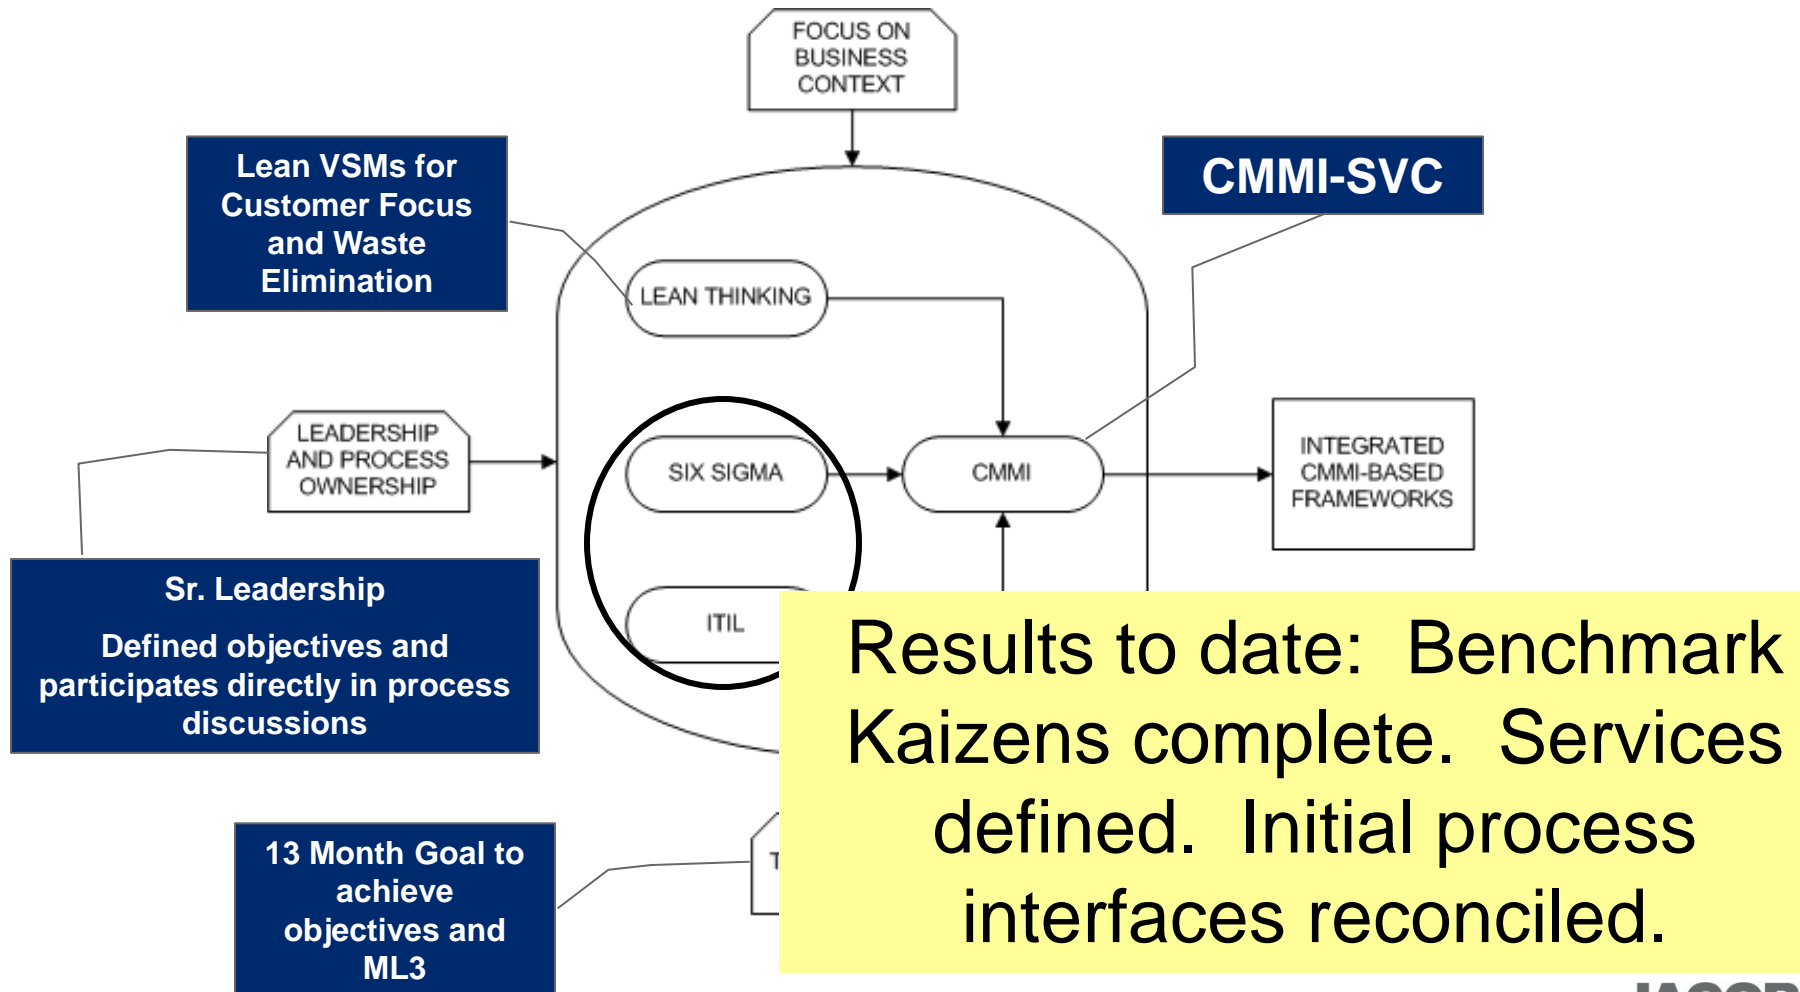 FOCUS ON
BUSINESS
CONTEXT
Lean VSMs for
Customer Focus
and Waste
Elimination
CMMI-SVC
LEAN THINKING
LEADERSHIP
AND PROCESS
OWNERSHIP
SIX SIGMA
CMMI
INTEGRATED
CMMI-BASED
FRAMEWORKS
Sr. Leadership
Defined objectives and
participates directly in process
discussions
ITIL
Results to date: Benchmark
Kaizens complete. Services
defined. Initial process
interfaces reconciled.
13 Month Goal to
achieve
objectives and
ML3